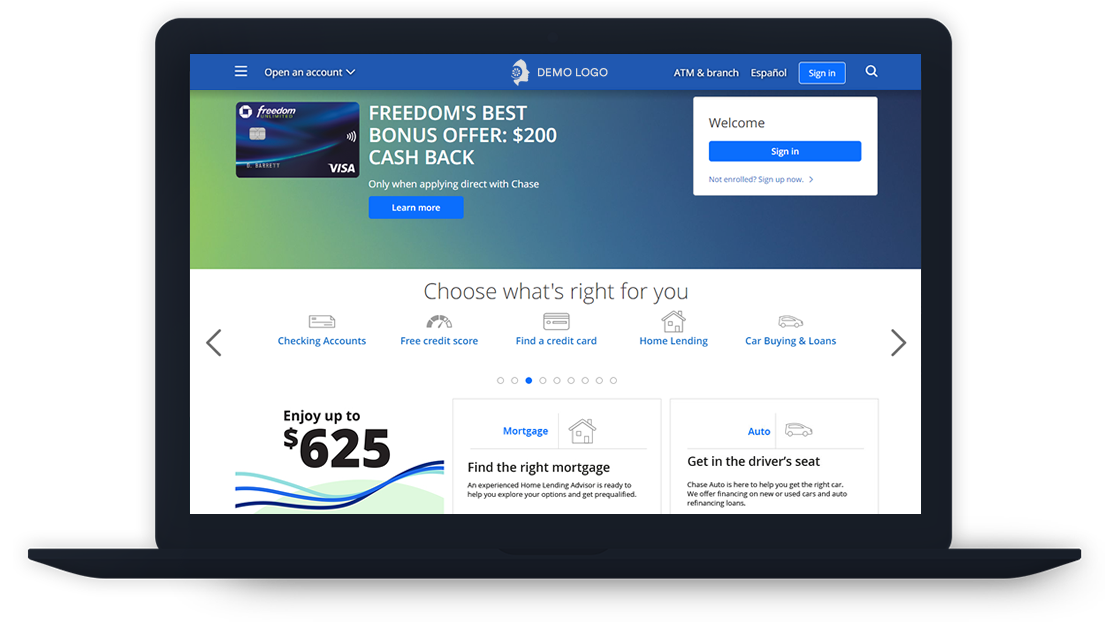 Open an account
DEMO LOGO
ATM & branch
Español
Sign in
freedom
UNLIMITED
D. BARRETT
VISA
FREEDOM'S BEST
BONUS OFFER: $200
CASH BACK
Only when applying direct with Chase
Learn more
Welcome
Sign in
Not enrolled? Sign up now.
Choose what's right for you
Checking Accounts
Free credit score
Find a credit card
Home Lending
Car Buying & Loans
Enjoy up to
$625
Mortgage
Find the right mortgage
An experienced Home Lending Advisor is ready to
help you explore your options and get prequalified.
Auto
Get in the driver's seat
Chase Auto is here to help you get the right car.
We offer financing on new or used cars and auto
refinancing loans.